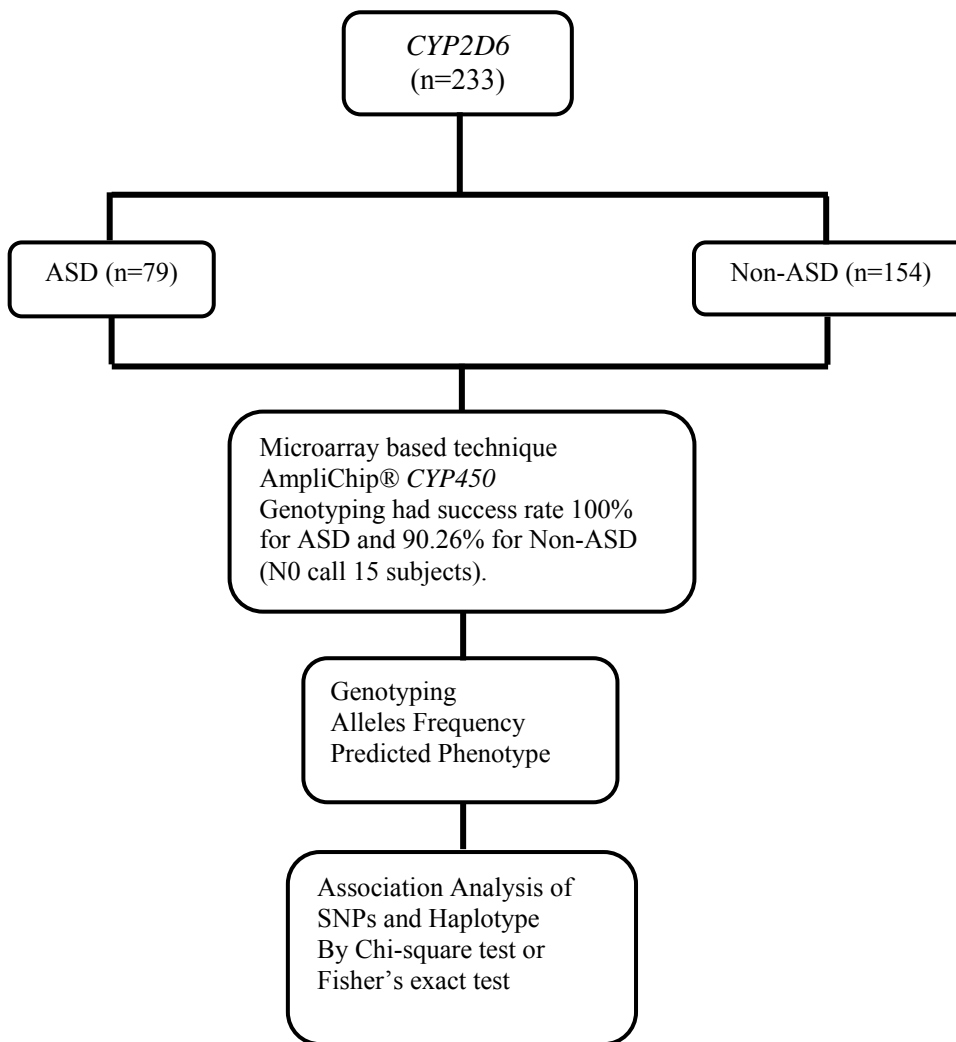 CYP2D6
(n=233)
ASD (n=79)
Non-ASD (n=154)
Microarray based technique
AmpliChip® CYP450
Genotyping had success rate 100%
for ASD and 90.26% for Non-ASD
(N0 call 15 subjects).
Genotyping
Alleles Frequency
Predicted Phenotype
Association Analysis of
SNPs and Haplotype
By Chi-square test or
Fisher’s exact test